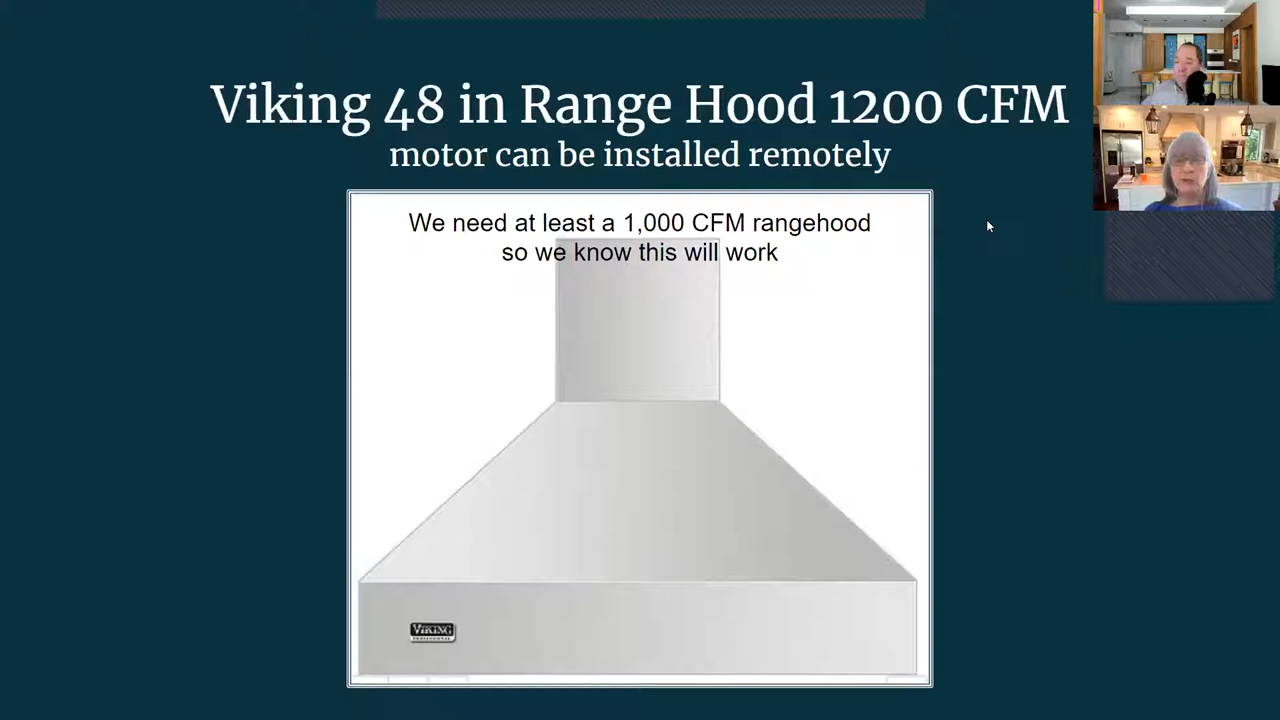 Viking 48 in Range Hood 1200 CFM
motor can be installed remotely
We need at least a 1,000 CFM rangehood
so we know this will work
VIKING
PROFESSIONAL